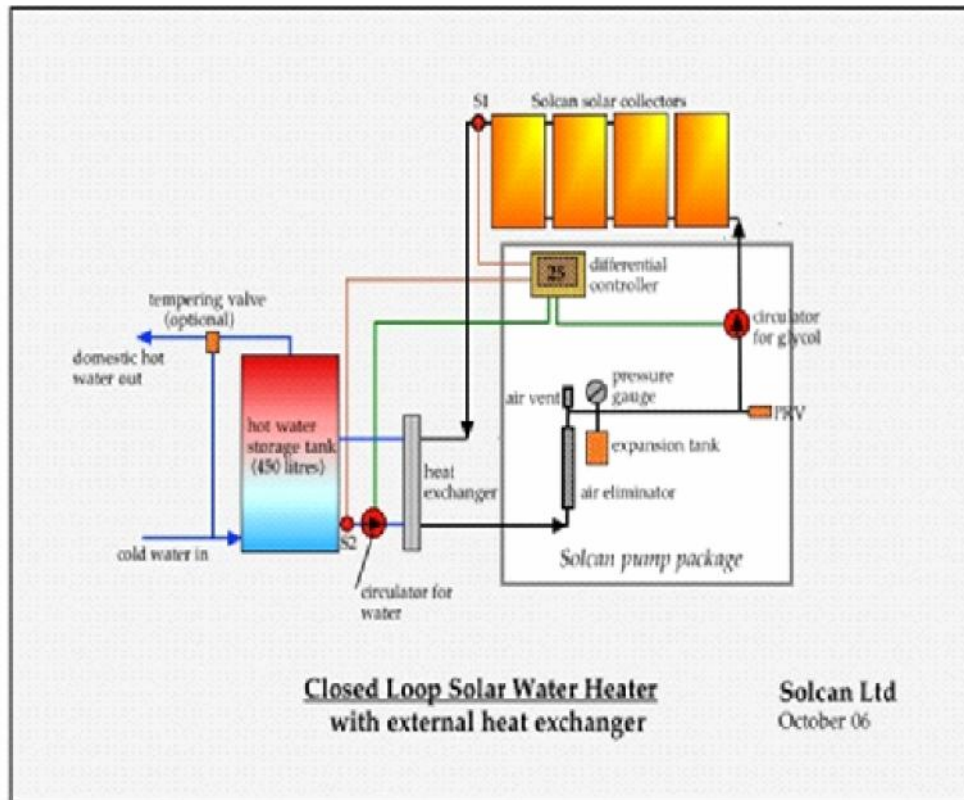 S1
Solcan solar collectors
25
differential
controller
tempering valve
(optional)
circulator
for glycol
domestic hot
water out
pressure
gauge
air vent
PRV
hot water
storage tank
(450 litres)
expansion tank
heat
exchanger
air eliminator
S2
cold water in
Solcan pump package
circulator for
water
Closed Loop Solar Water Heater
with external heat exchanger
Solcan Ltd
October 06